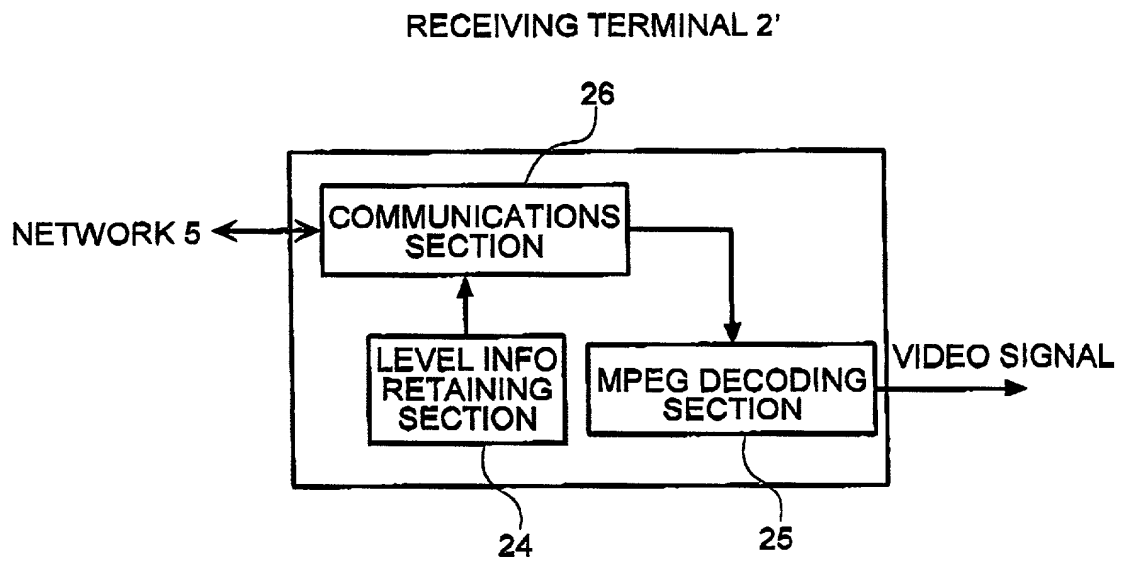 RECEIVING TERMINAL 2'
26
NETWORK 5
COMMUNICATIONS
SECTION
LEVEL INFO
RETAINING
SECTION
MPEG DECODING
SECTION
VIDEO SIGNAL
24
25